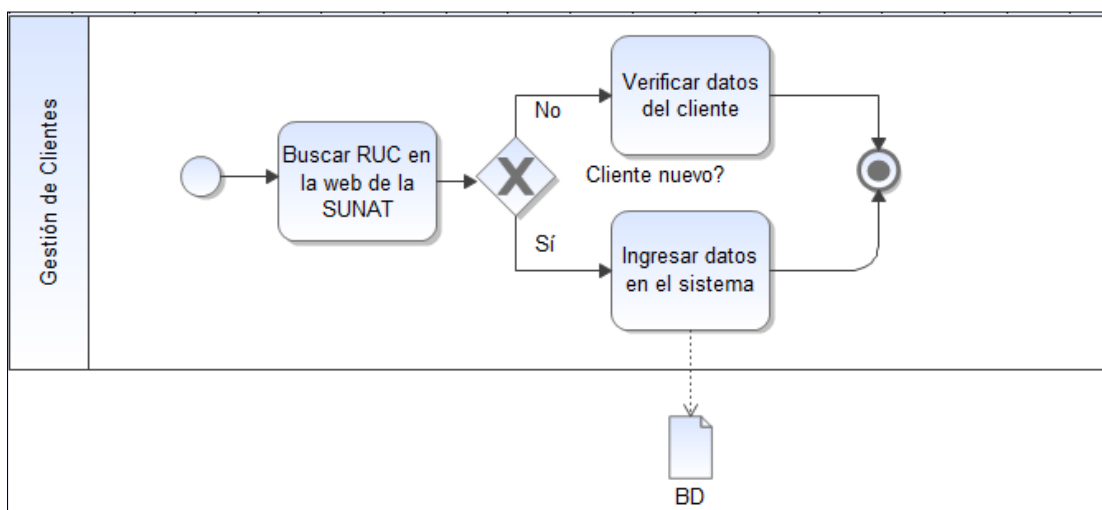 Gestión de Clientes
Buscar RUC en
la web de la
SUNAT
No
Cliente nuevo?
Sí
Verificar datos
del cliente
Ingresar datos
en el sistema
BD